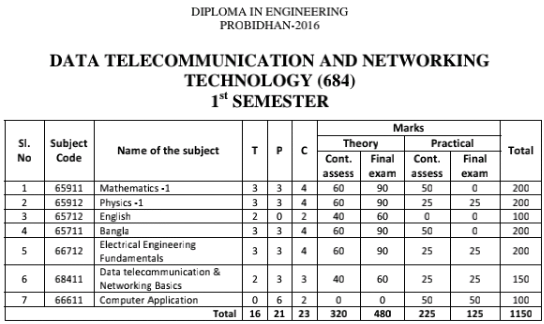 DIPLOMA IN ENGINEERING
PROBIDHAN-2016
DATA TELECOMMUNICATION AND NETWORKING
TECHNOLOGY (684)
1st SEMESTER
Sl. No Subject Code Name of the subject T P C Marks Total
Theory Practical
Cont. assess Final exam Cont. assess Final exam
1 65911 Mathematics -1 3 3 4 60 90 50 0 200
2 65912 Physics -1 3 3 4 60 90 25 25 200
3 65712 English 2 0 2 40 60 0 0 100
4 65711 Bangla 3 3 4 60 90 50 0 200
5 66712 Electrical Engineering Fundamentals 3 3 4 60 90 25 25 200
6 68411 Data telecommunication & Networking Basics 2 3 3 40 60 25 25 150
7 66611 Computer Application 0 6 2 0 0 50 50 100
Total 16 21 23 320 480 225 125 1150